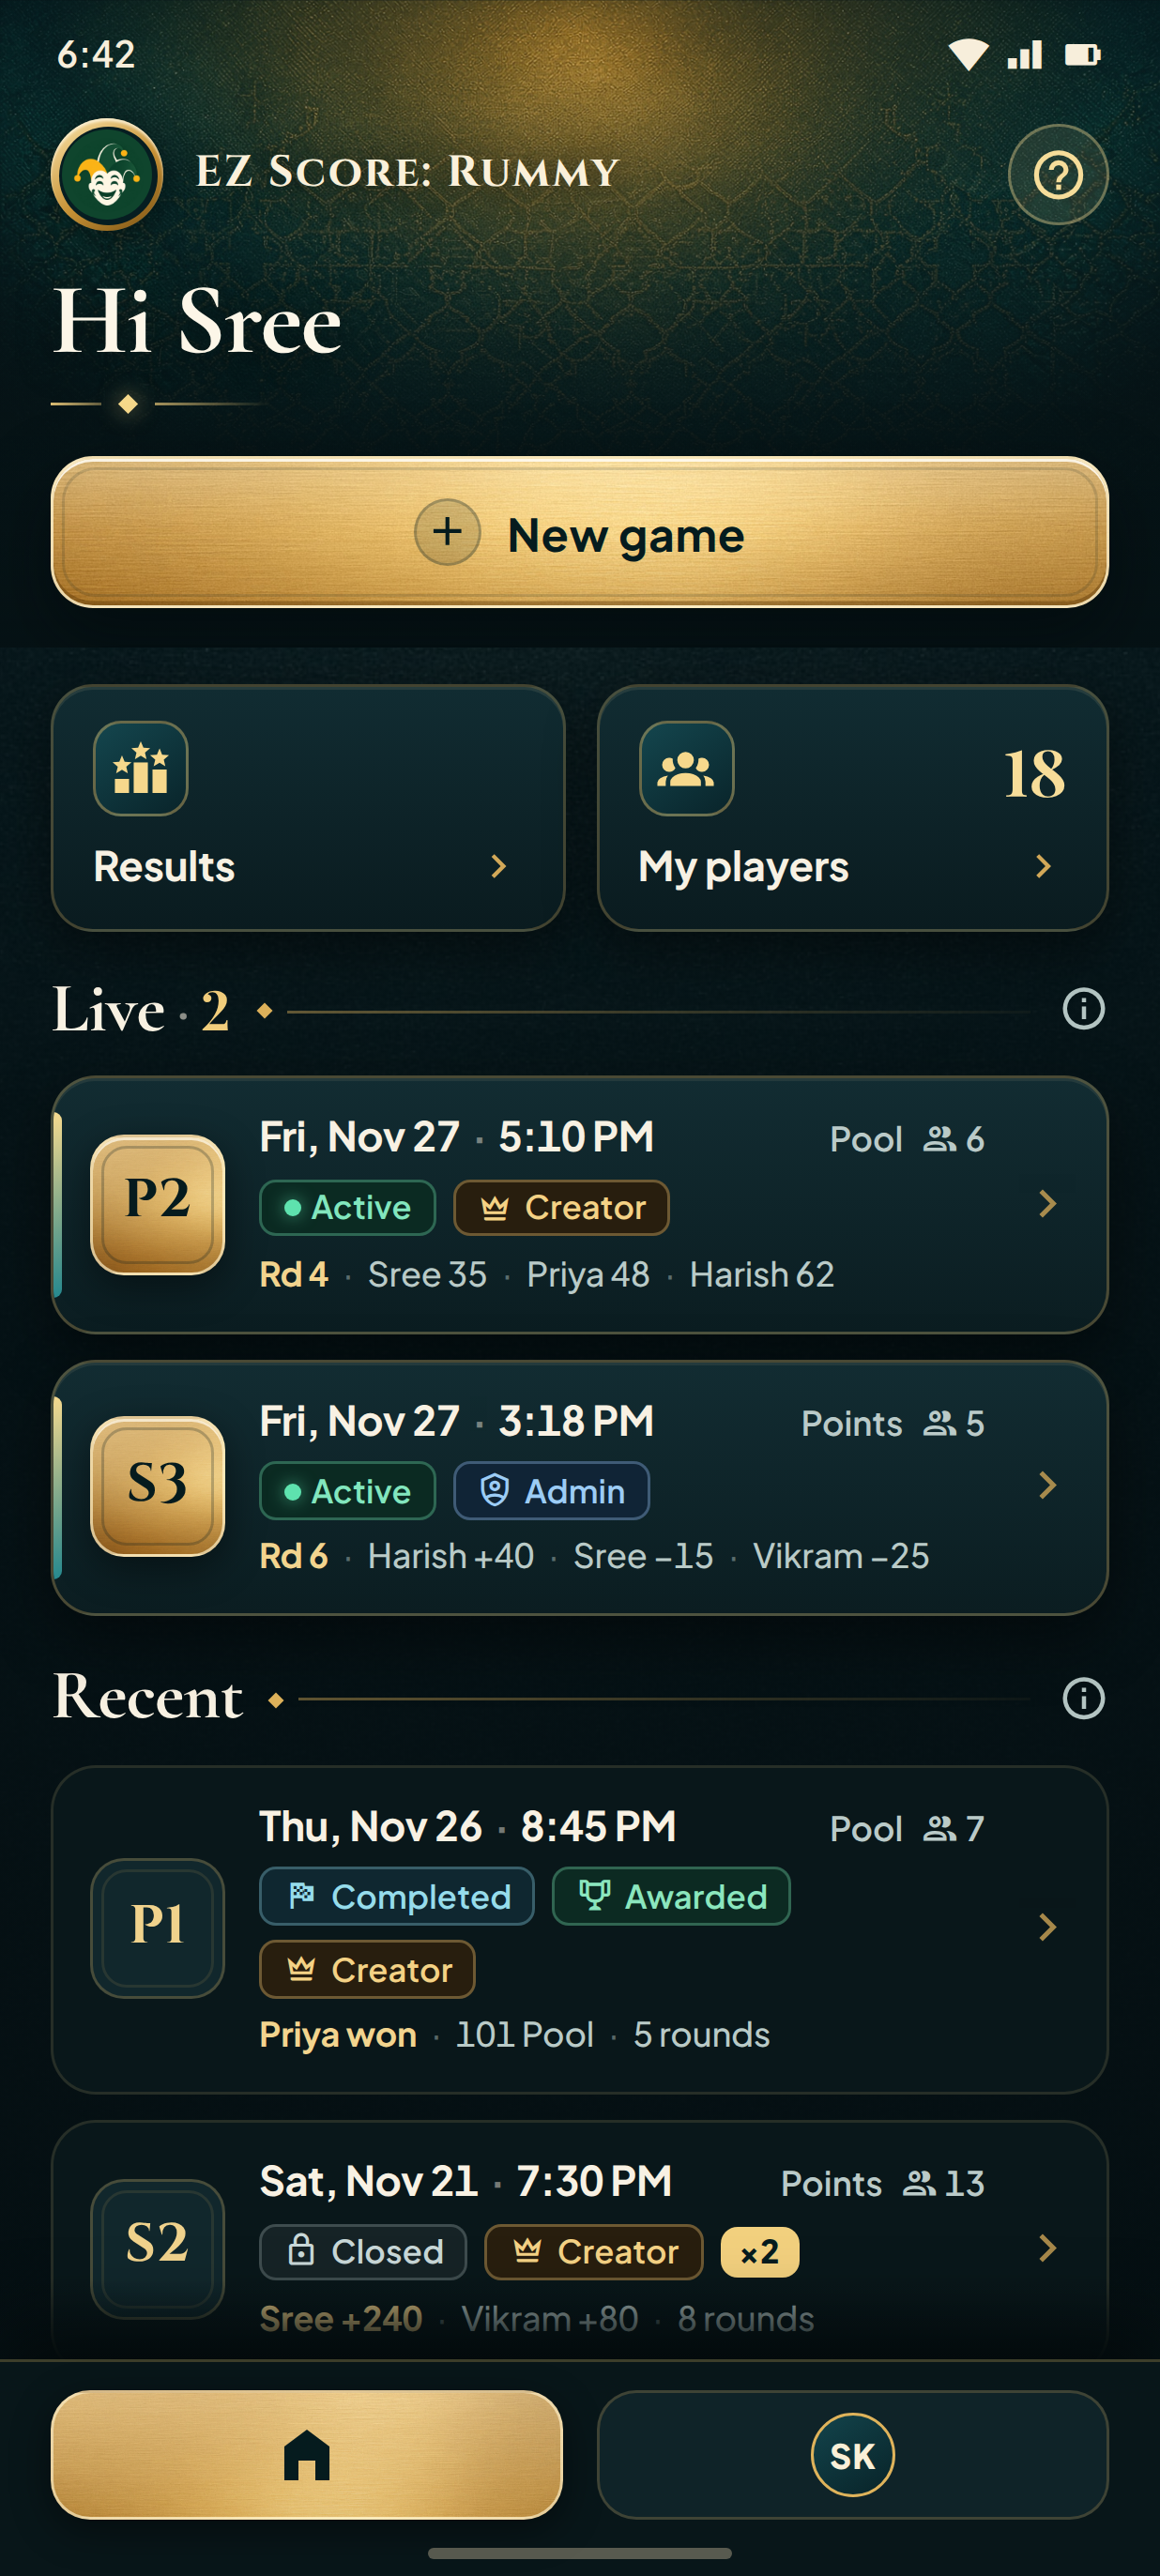 6:42
EZ Score: Rummy
Hi Sree
New game
18
Results
My players
Live · 2
P2
Fri, Nov 27 · 5:10 PM
Pool 6
Active Creator
Rd 4 · Sree 35 · Priya 48 · Harish 62
S3
Fri, Nov 27 · 3:18 PM
Points 5
Active Admin
Rd 6 · Harish +40 · Sree −15 · Vikram −25
Recent
P1
Thu, Nov 26 · 8:45 PM
Pool 7
Completed Awarded
Creator
Priya won · 101 Pool · 5 rounds
S2
Sat, Nov 21 · 7:30 PM
Points 13
Closed Creator ×2
Sree +240 · Vikram +80 · 8 rounds
SK